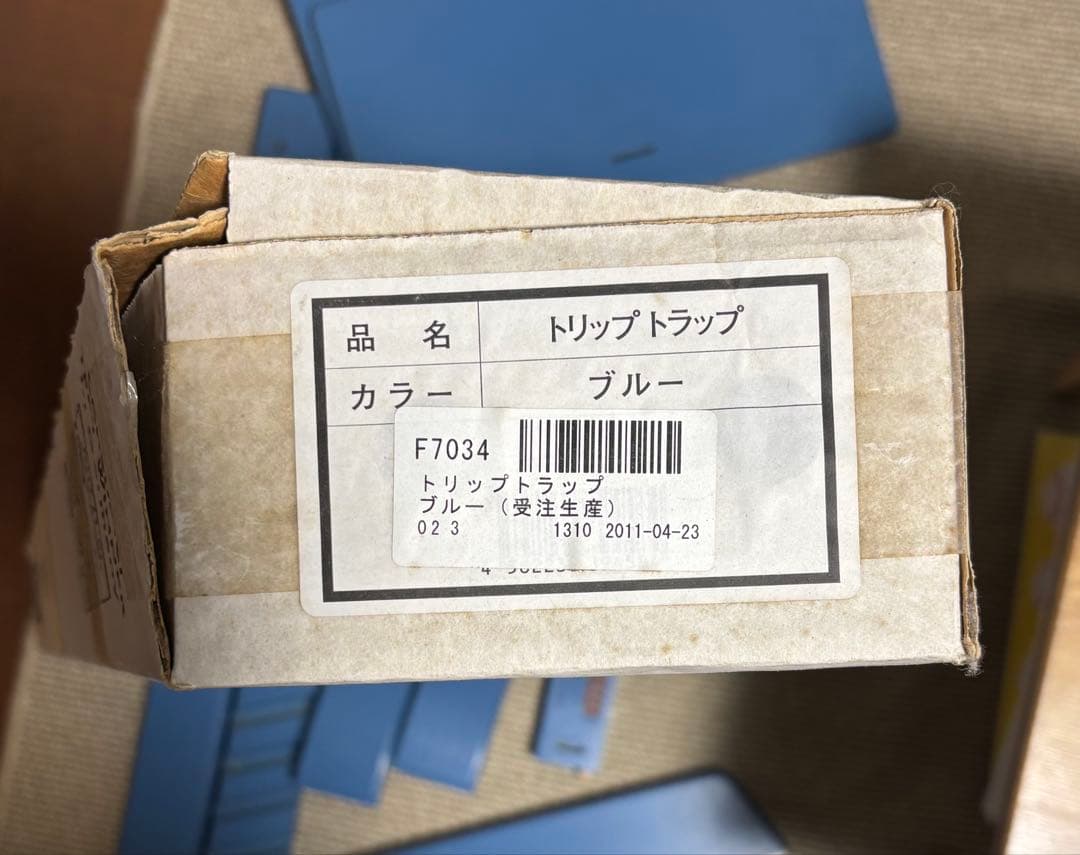 品 名 トリップ トラップ
カラー ブルー
F7034
トリップトラップ
ブルー（受注生産）
02 3 1310 2011-04-23